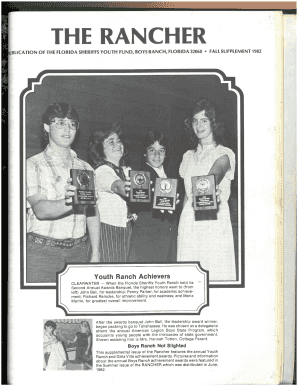 THE RANCHER
BLICATION OF THE FLORIDA SHERIFFS YOUTH FUND, BOYS RANCH, FLORIDA 32060 • FALL SUPPLEMENT 1982
Youth Ranch Achievers
CLEARWATER — When the Florida Sheriffs Youth Ranch held its
Second Annual Awards Banquet, the highest honors went to (from
left) John Ball, for leadership; Penny Parker, for academic achieve-
ment; Richard for athletic ability and ; and Maria
for greatest overall improvement.
After the awards banquet John Ball, the leadership award winner,
began packing to go to Tallahassee. He was chosen as a delegate to
attend the annual American Legion Boys State Program, which
acquaints young people with the intricacies of state government.
Shown assisting him is Mrs. Hannah Totten, Cottage Parent.
Boys Ranch Not Slighted
This supplemental issue of the Rancher features the annual Youth
Ranch and Girls Villa achievement awards. Pictures and information
about the annual Boys Ranch achievement awards were featured in
the Summer issue of the RANCHER which was distributed in June,
1982.